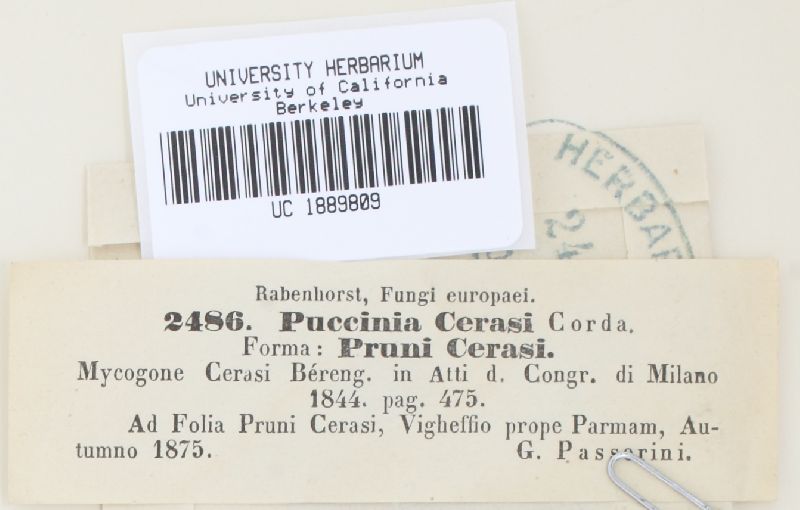 UNIVERSITY HERBARIUM
University of California
Berkeley
UC 1889809
HERBAR
24
Rabenhorst, Fungi europaei.
2486. Puccinia Cerasi Corda.
Forma: Pruni Cerasi.
Mycogone Cerasi Béreng. in Atti d. Congr. di Milano
1844. pag. 475.
Ad Folia Pruni Cerasi, Vigheffio prope Parmam, Au-
tumno 1875. G. Passerini.